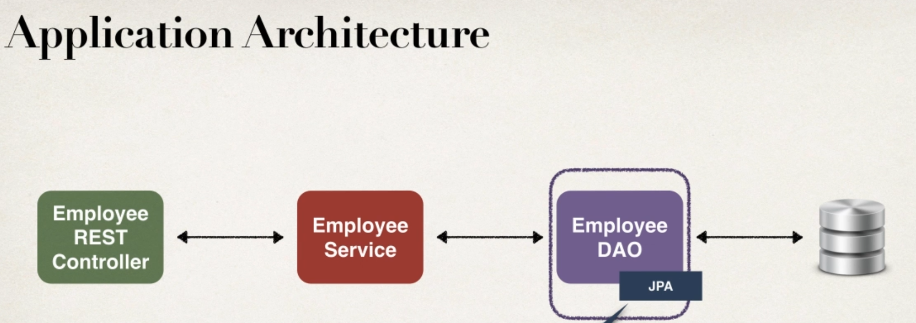 Application Architecture
Employee
REST
Controller
Employee
Service
Employee
DAO
JPA